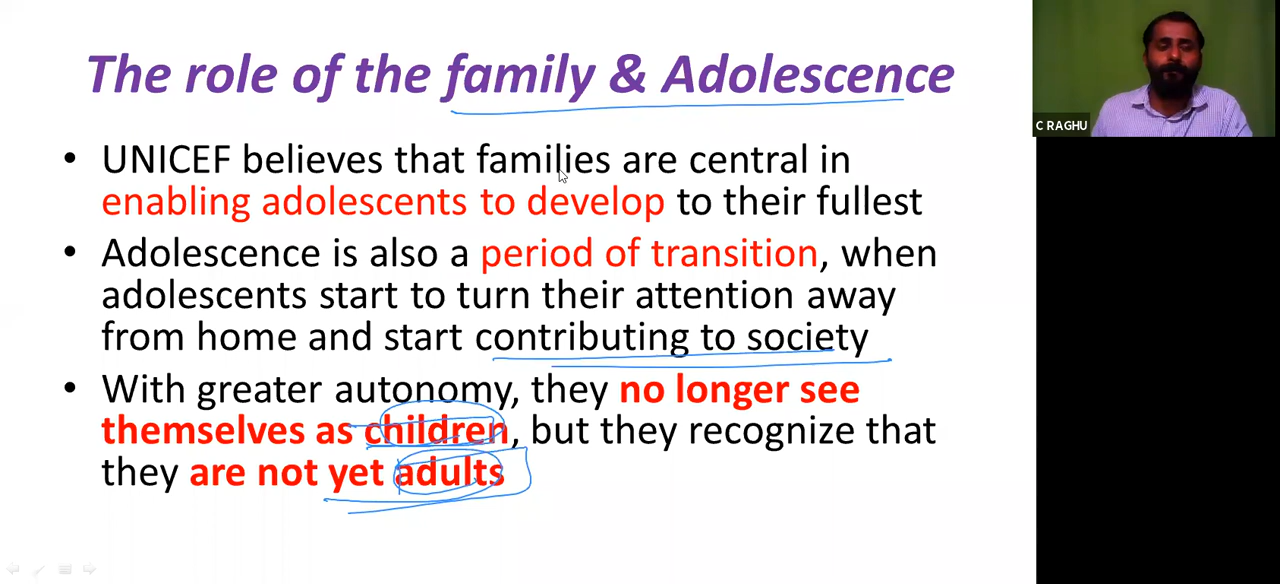 The role of the family & Adolescence
C RAGHU
• UNICEF believes that families are central in
enabling adolescents to develop to their fullest
• Adolescence is also a period of transition, when
adolescents start to turn their attention away
from home and start contributing to society
• With greater autonomy, they no longer see
themselves as children, but they recognize that
they are not yet adults